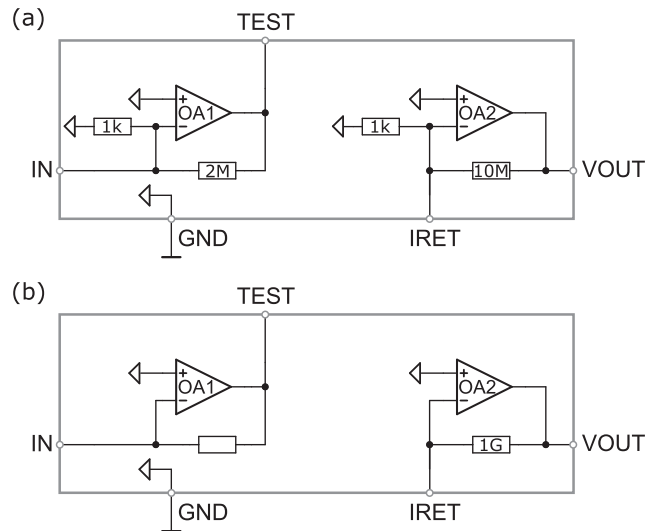 (a)
TEST
+
OA1
−
1k
2M
IN
GND
+
OA2
−
1k
10M
VOUT
IRET
(b)
TEST
+
OA1
−
IN
GND
+
OA2
−
1G
VOUT
IRET